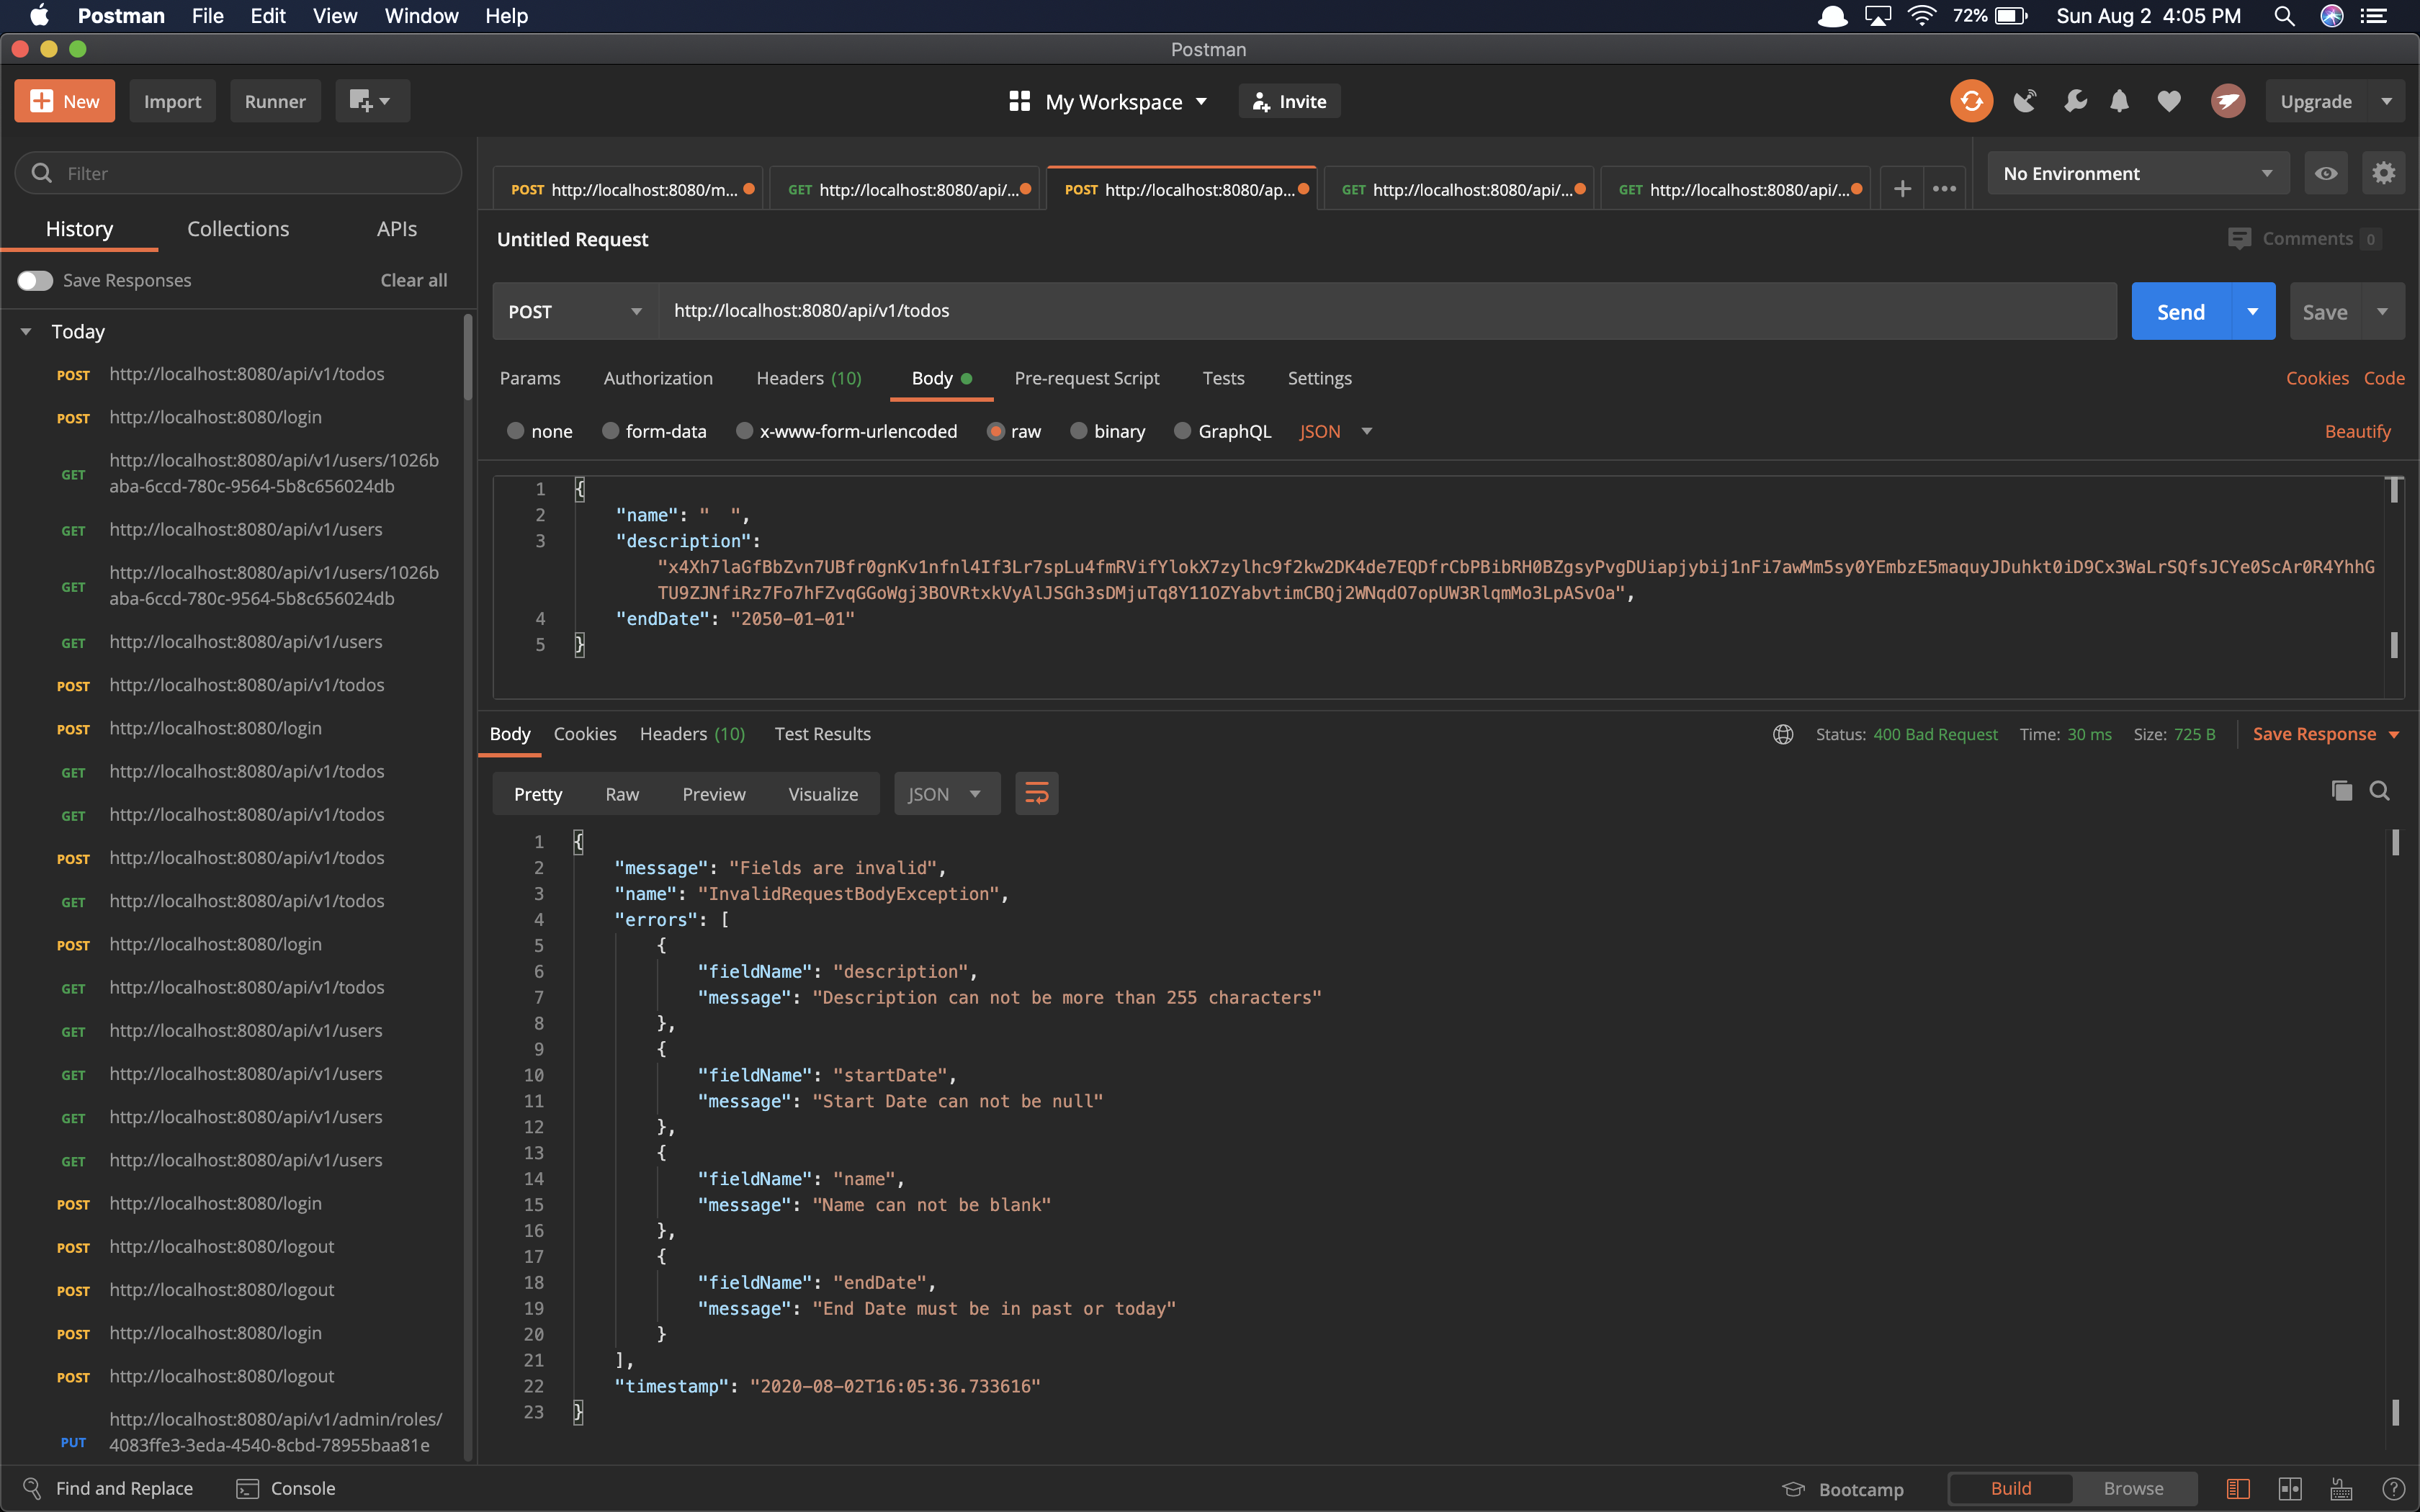 Postman File Edit View Window Help 72% Sun Aug 2 4:05 PM
Postman
New Import Runner My Workspace Invite Upgrade
Filter
History Collections APIs
Save Responses Clear all
Today
POST http://localhost:8080/api/v1/todos
POST http://localhost:8080/login
GET http://localhost:8080/api/v1/users/1026b
aba-6ccd-780c-9564-5b8c656024db
GET http://localhost:8080/api/v1/users
GET http://localhost:8080/api/v1/users/1026b
aba-6ccd-780c-9564-5b8c656024db
GET http://localhost:8080/api/v1/users
POST http://localhost:8080/api/v1/todos
POST http://localhost:8080/login
GET http://localhost:8080/api/v1/todos
GET http://localhost:8080/api/v1/todos
POST http://localhost:8080/api/v1/todos
GET http://localhost:8080/api/v1/todos
POST http://localhost:8080/login
GET http://localhost:8080/api/v1/todos
GET http://localhost:8080/api/v1/users
GET http://localhost:8080/api/v1/users
GET http://localhost:8080/api/v1/users
GET http://localhost:8080/api/v1/users
POST http://localhost:8080/login
POST http://localhost:8080/logout
POST http://localhost:8080/logout
POST http://localhost:8080/login
POST http://localhost:8080/logout
PUT http://localhost:8080/api/v1/admin/roles/
4083ffe3-3eda-4540-8cbd-78955baa81e
POST http://localhost:8080/m... GET http://localhost:8080/api/... POST http://localhost:8080/ap... GET http://localhost:8080/api/... GET http://localhost:8080/api/... No Environment
Untitled Request Comments 0
POST http://localhost:8080/api/v1/todos Send Save
Params Authorization Headers (10) Body Pre-request Script Tests Settings Cookies Code
none form-data x-www-form-urlencoded raw binary GraphQL JSON Beautify
1 {
2 "name": "  ",
3 "description":
"x4Xh7laGfBbZvn7UBfr0gnKv1nfnl4If3Lr7spLu4fmRVifYlokX7zylhc9f2kw2DK4de7EQDfrCbPBibRH0BZgsyPvgDUiapjybij1nFi7awMm5sy0YEmbzE5maquyJDuhkt0iD9Cx3WaLrSQfsJCYe0ScAr0R4YhhG
TU9ZJNfiRz7Fo7hFZvqGGoWgj3BOVRtxkVyAlJSGh3sDMjuTq8Y11OZYabvtimCBQj2WNqdO7opUW3RlqmMo3LpASvOa",
4 "endDate": "2050-01-01"
5 }
Body Cookies Headers (10) Test Results Status: 400 Bad Request Time: 30 ms Size: 725 B Save Response
Pretty Raw Preview Visualize JSON
1 {
2 "message": "Fields are invalid",
3 "name": "InvalidRequestBodyException",
4 "errors": [
5 {
6 "fieldName": "description",
7 "message": "Description can not be more than 255 characters"
8 },
9 {
10 "fieldName": "startDate",
11 "message": "Start Date can not be null"
12 },
13 {
14 "fieldName": "name",
15 "message": "Name can not be blank"
16 },
17 {
18 "fieldName": "endDate",
19 "message": "End Date must be in past or today"
20 }
21 ],
22 "timestamp": "2020-08-02T16:05:36.733616"
23 }
Find and Replace Console Bootcamp Build Browse